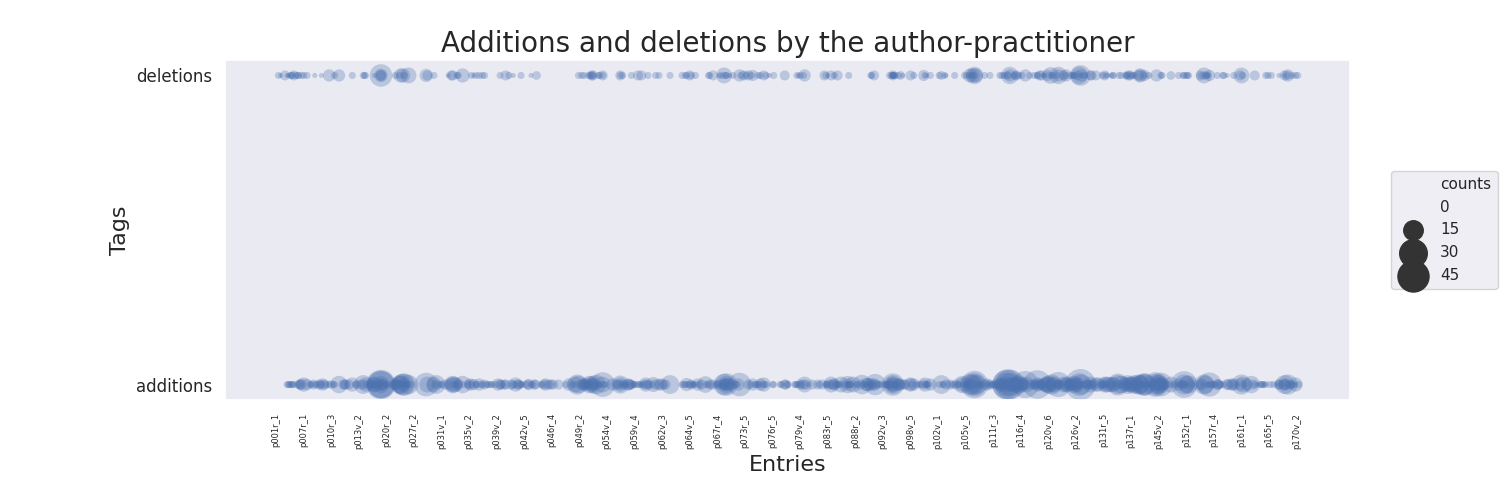 Additions and deletions by the author-practitioner
deletions
additions
Tags
p001r_1
p007r_1
p010r_3
p013v_2
p020r_2
p027r_2
p031v_1
p035v_2
p039v_2
p042v_5
p046r_4
p049r_2
p054v_4
p059v_4
p062v_3
p064v_5
p067r_4
p073r_5
p076r_5
p079v_4
p083r_5
p088r_2
p092v_3
p098v_5
p102v_1
p105v_5
p111r_3
p116r_4
p120v_6
p126v_2
p131r_5
p137r_1
p145v_2
p152r_1
p157r_4
p161r_1
p165r_5
p170v_2
Entries
counts
0
15
30
45